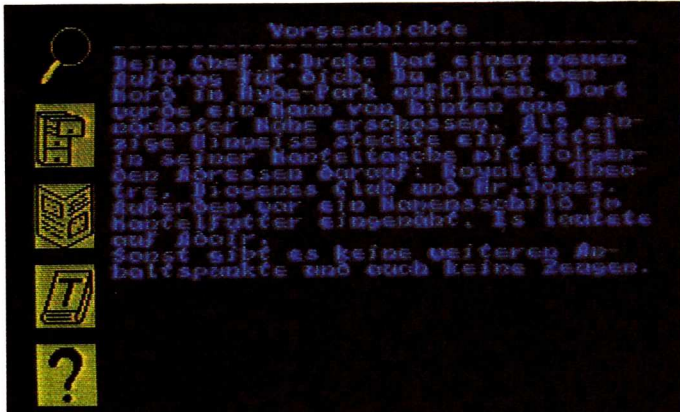 Vorgeschichte
Dein Chef K.Drake hat einen neuen
Auftrag für dich. Du sollst den
Mord im Hyde-Park aufklären. Dort
wurde ein Mann von hinten aus
nächster Nähe erschossen. Als ein-
zige Hinweise steckte ein Zettel
in seiner Manteltasche mit folgen-
den Adressen darauf: Royalty Thea-
tre, Diogenes Club und Mr.Jones.
Außerdem war ein Namensschild im
Mantelfutter eingenäht. Es lautete
auf Adair.
Sonst gibt es keine weiteren An-
haltspunkte und auch keine Zeugen.
T
?